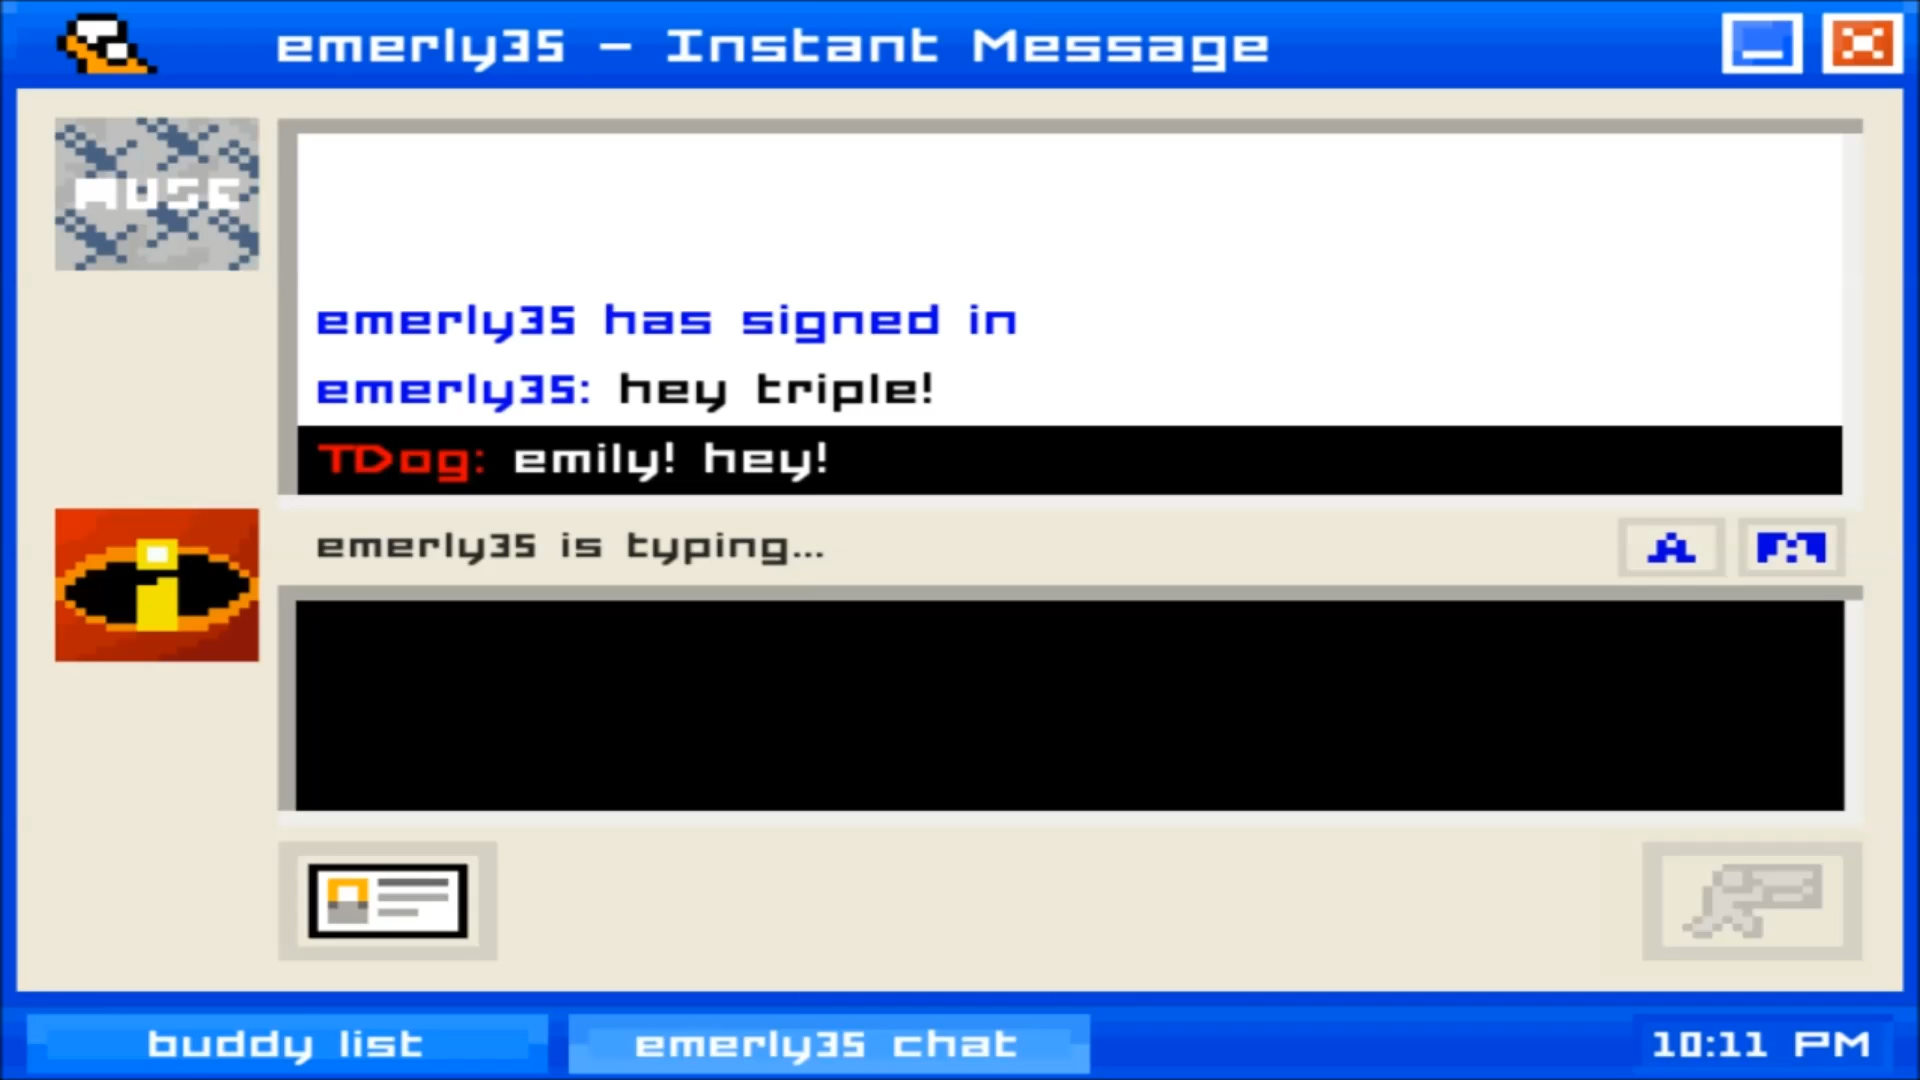 emerly35 - Instant Message
MUSE
emerly35 has signed in
emerly35: hey triple!
TDog: emily! hey!
emerly35 is typing...
A A
buddy list
emerly35 chat
10:11 PM